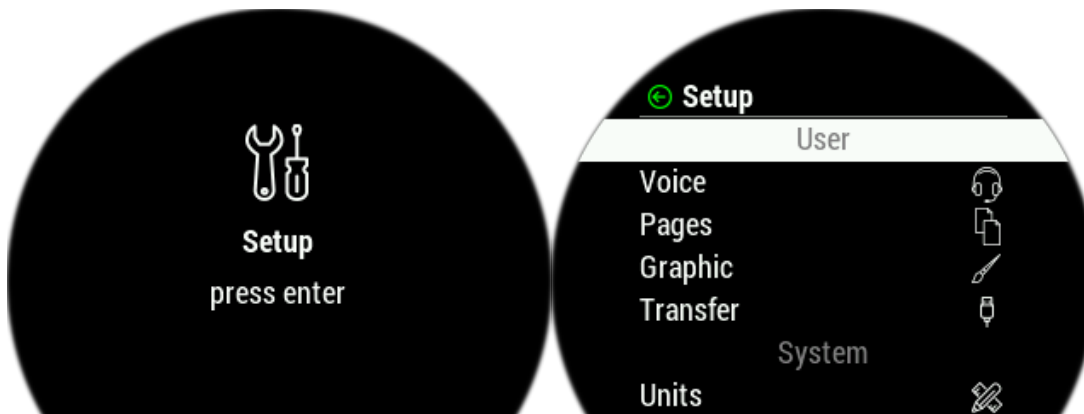 Setup
press enter
Setup
User
Voice
Pages
Graphic
Transfer
System
Units